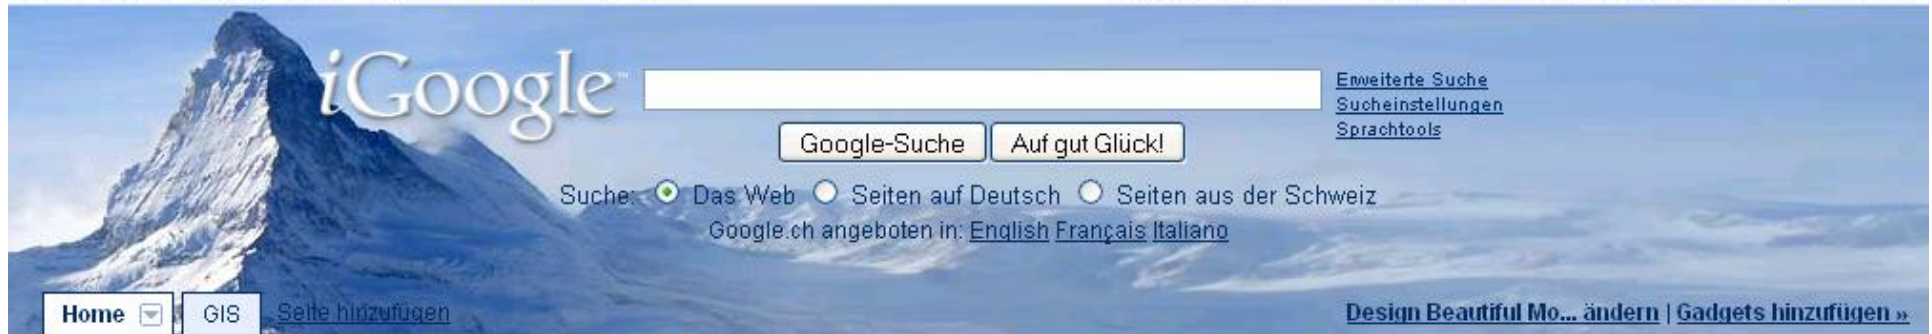 iGoogle™
Erweiterte Suche
Sucheinstellungen
Sprachtools
Google-Suche Auf gut Glück!
Suche: Das Web Seiten auf Deutsch Seiten aus der Schweiz
Google.ch angeboten in: English Français Italiano
Home GIS Seite hinzufügen Design Beautiful Mo... ändern | Gadgets hinzufügen »